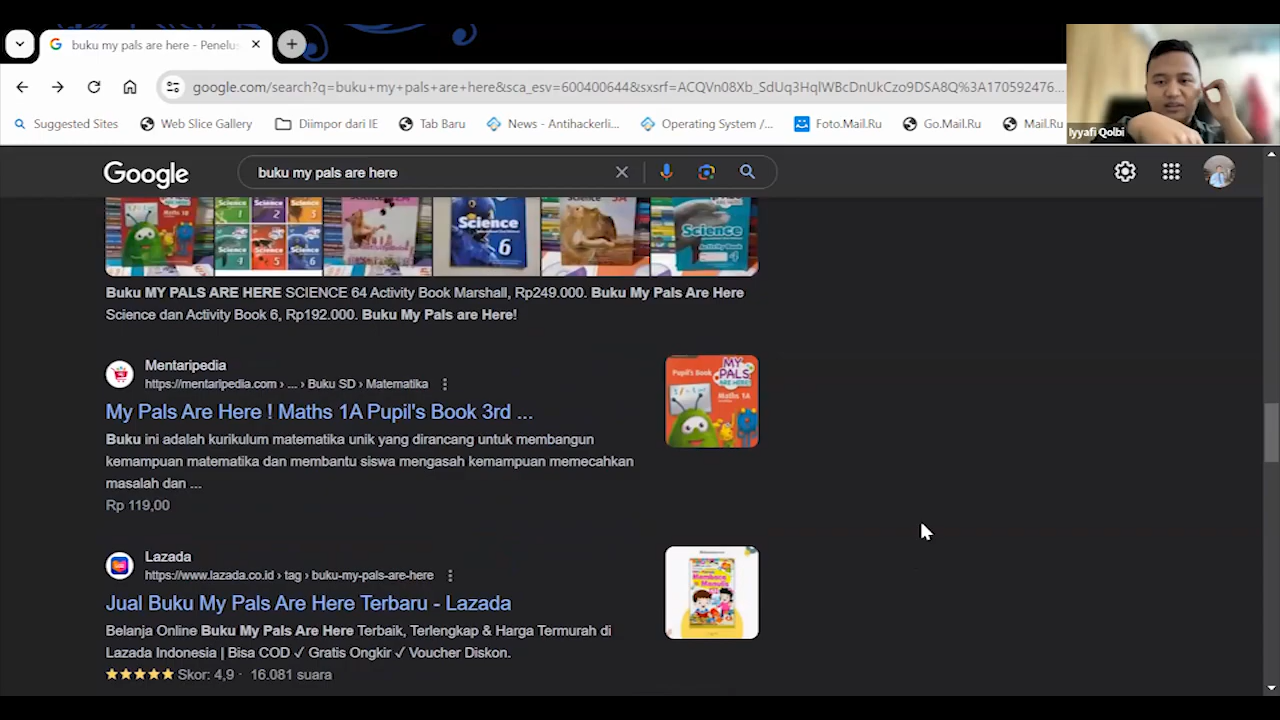 buku my pals are here - Penelus
google.com/search?q=buku+my+pals+are+here&sca_esv=600400644&sxsrf=ACQVn08Xb_SdUq3HqlWBcDnUkCzo9DSA8Q%3A170592476...
Suggested Sites Web Slice Gallery Diimpor dari IE Tab Baru News - Antihackerli... Operating System /... Foto.Mail.Ru Go.Mail.Ru Mail.Ru
Iyyafi Qolbi
Google buku my pals are here
Science 6
Science
Buku MY PALS ARE HERE SCIENCE 64 Activity Book Marshall, Rp249.000. Buku My Pals Are Here
Science dan Activity Book 6, Rp192.000. Buku My Pals are Here!
Mentaripedia
https://mentaripedia.com › ... › Buku SD › Matematika
My Pals Are Here ! Maths 1A Pupil's Book 3rd ...
Buku ini adalah kurikulum matematika unik yang dirancang untuk membangun
kemampuan matematika dan membantu siswa mengasah kemampuan memecahkan
masalah dan ...
Rp 119,00
Pupil's Book
MY PALS ARE HERE!
Maths 1A
Lazada
https://www.lazada.co.id › tag › buku-my-pals-are-here
Jual Buku My Pals Are Here Terbaru - Lazada
Belanja Online Buku My Pals Are Here Terbaik, Terlengkap & Harga Termurah di
Lazada Indonesia | Bisa COD ✓ Gratis Ongkir ✓ Voucher Diskon.
Skor: 4,9 · 16.081 suara
Membaca
Menulis